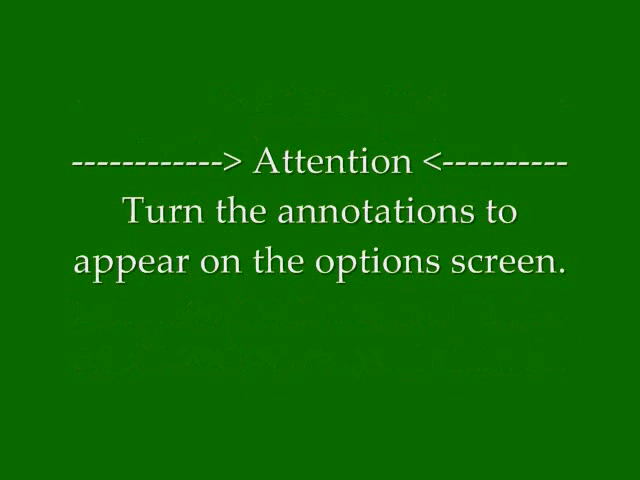 ------------> Attention <----------
Turn the annotations to
appear on the options screen.